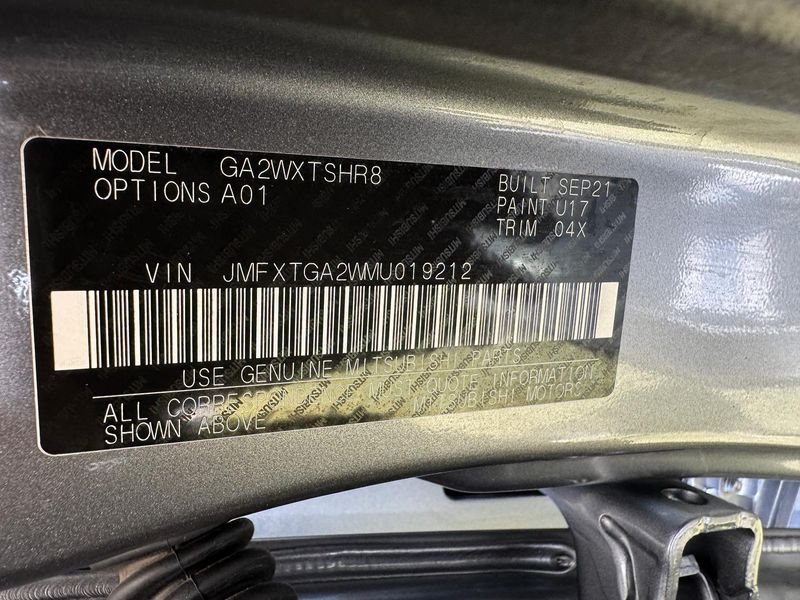 MODEL GA2WXTSHR8
OPTIONS A01
BUILT SEP21
PAINT U17
TRIM 04X
VIN JMFXTGA2WMU019212
USE GENUINE MITSUBISHI PARTS
ALL QUOTE INFORMATION
SHOWN ABOVE MITSUBISHI MOTORS